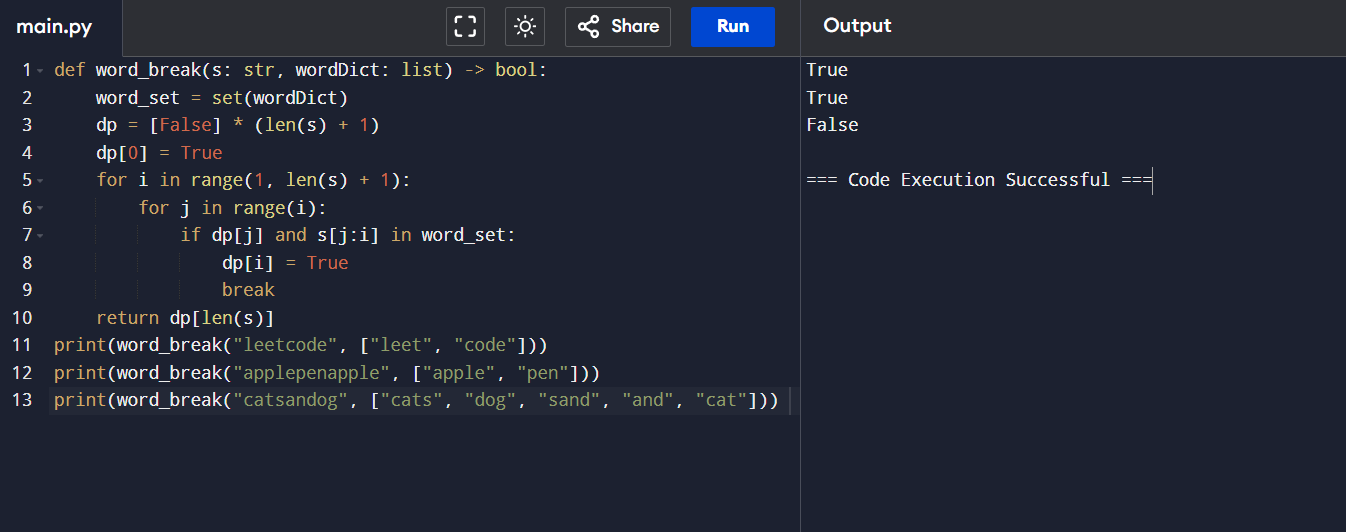 main.py
Share
Run
Output
1 def word_break(s: str, wordDict: list) -> bool:
2     word_set = set(wordDict)
3     dp = [False] * (len(s) + 1)
4     dp[0] = True
5     for i in range(1, len(s) + 1):
6         for j in range(i):
7             if dp[j] and s[j:i] in word_set:
8                 dp[i] = True
9                 break
10     return dp[len(s)]
11 print(word_break("leetcode", ["leet", "code"]))
12 print(word_break("applepenapple", ["apple", "pen"]))
13 print(word_break("catsandog", ["cats", "dog", "sand", "and", "cat"]))
True
True
False
=== Code Execution Successful ===